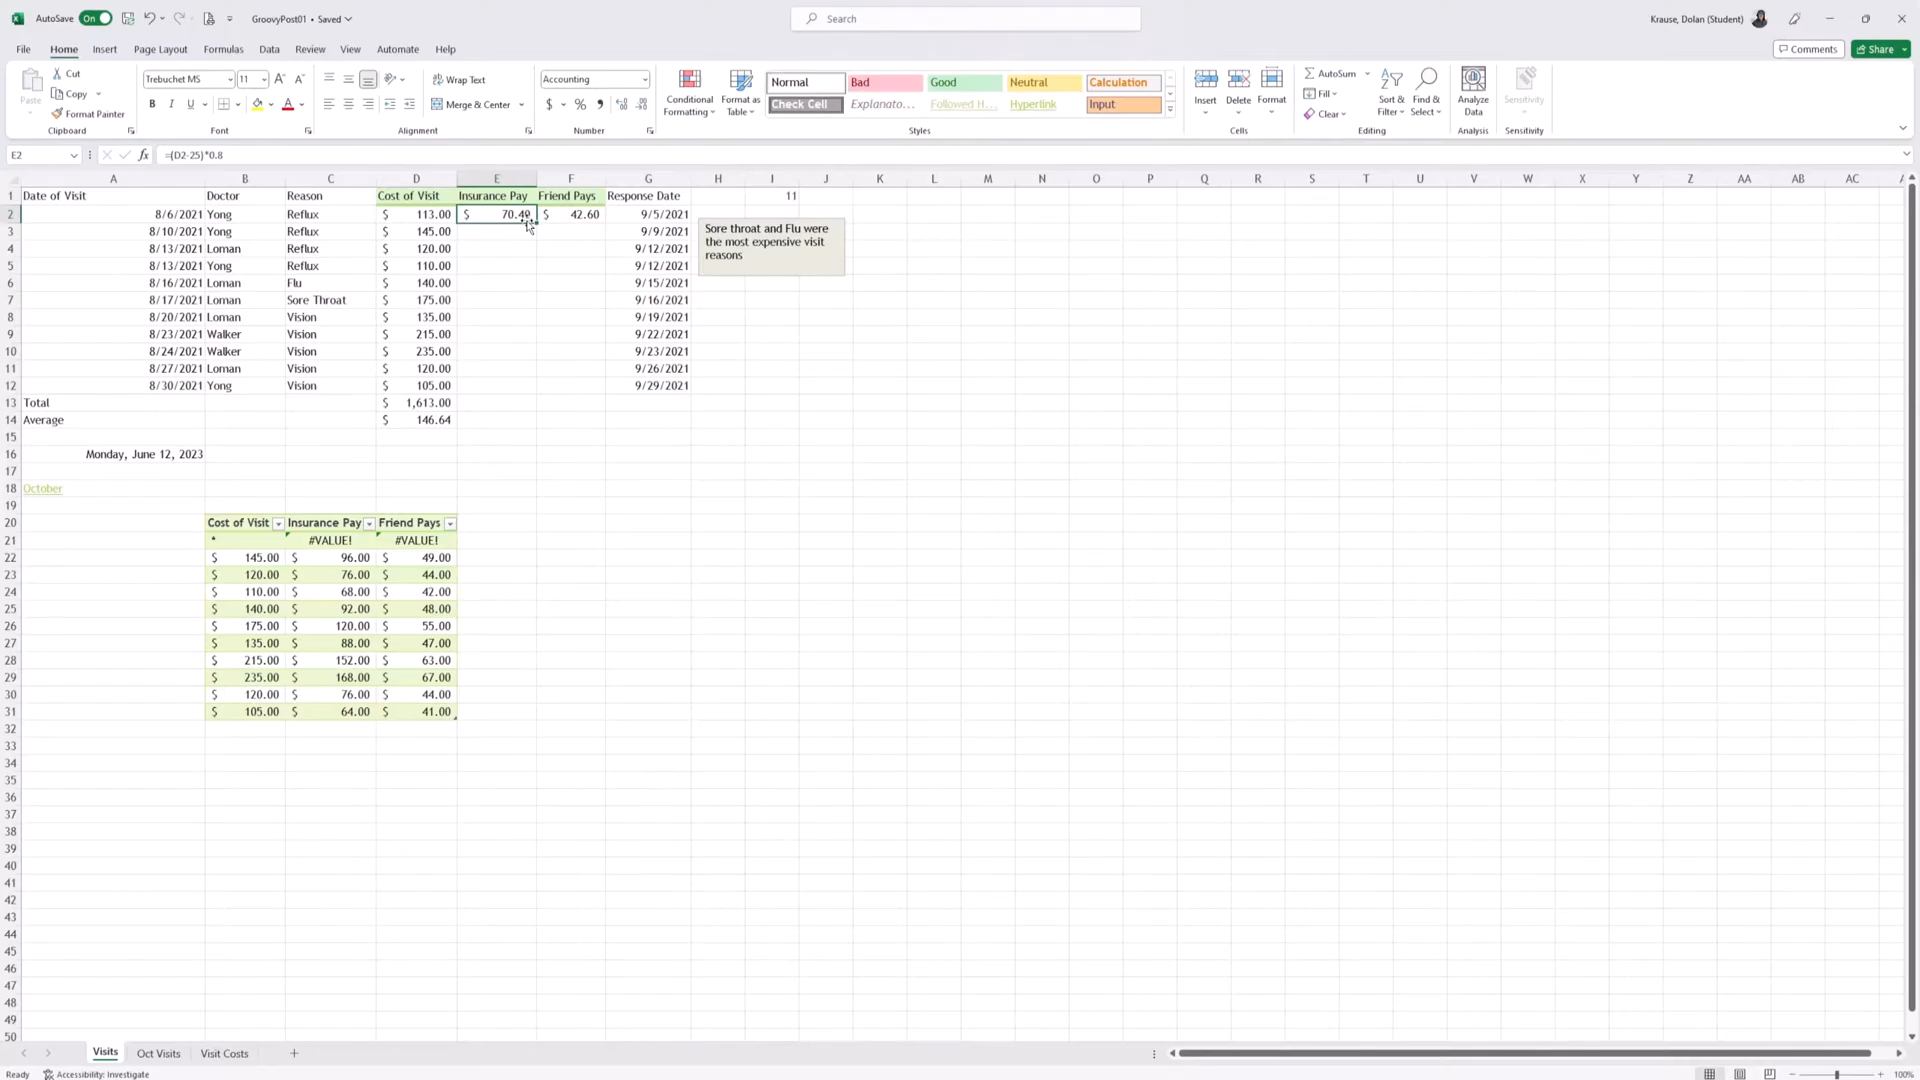 AutoSave On GroovyPost01 • Saved Search Krause, Dolan (Student)
File Home Insert Page Layout Formulas Data Review View Automate Help Comments Share
Paste Cut Copy Format Painter Clipboard
Trebuchet MS 11 A A B I U A Font
Wrap Text Merge & Center Alignment
Accounting $ % , Number
Conditional Formatting Format as Table
Normal Bad Good Neutral Calculation
Check Cell Explanato... Followed H... Hyperlink Input
Styles
Insert Delete Format Cells
AutoSum Fill Clear Sort & Filter Find & Select Editing
Analyze Data Analysis
Sensitivity Sensitivity
E2 fx =(D2-25)*0.8
A B C D E F G H I J K L M N O P Q R S T U V W X Y Z AA AB AC
1 Date of Visit Doctor Reason Cost of Visit Insurance Pay Friend Pays Response Date 11
2 8/6/2021 Yong Reflux $ 113.00 $ 70.40 $ 42.60 9/5/2021
3 8/10/2021 Yong Reflux $ 145.00 9/9/2021
4 8/13/2021 Loman Reflux $ 120.00 9/12/2021
5 8/13/2021 Yong Reflux $ 110.00 9/12/2021
6 8/16/2021 Loman Flu $ 140.00 9/15/2021
7 8/17/2021 Loman Sore Throat $ 175.00 9/16/2021
8 8/20/2021 Loman Vision $ 135.00 9/19/2021
9 8/23/2021 Walker Vision $ 215.00 9/22/2021
10 8/24/2021 Walker Vision $ 235.00 9/23/2021
11 8/27/2021 Loman Vision $ 120.00 9/26/2021
12 8/30/2021 Yong Vision $ 105.00 9/29/2021
13 Total $ 1,613.00
14 Average $ 146.64
Sore throat and Flu were
the most expensive visit
reasons
15
16 Monday, June 12, 2023
17
18 October
19
20 Cost of Visit Insurance Pay Friend Pays
21 * #VALUE! #VALUE!
22 $ 145.00 $ 96.00 $ 49.00
23 $ 120.00 $ 76.00 $ 44.00
24 $ 110.00 $ 68.00 $ 42.00
25 $ 140.00 $ 92.00 $ 48.00
26 $ 175.00 $ 120.00 $ 55.00
27 $ 135.00 $ 88.00 $ 47.00
28 $ 215.00 $ 152.00 $ 63.00
29 $ 235.00 $ 168.00 $ 67.00
30 $ 120.00 $ 76.00 $ 44.00
31 $ 105.00 $ 64.00 $ 41.00
32
33
34
35
36
37
38
39
40
41
42
43
44
45
46
47
48
49
50
Visits Oct Visits Visit Costs
Ready Accessibility: Investigate 100%